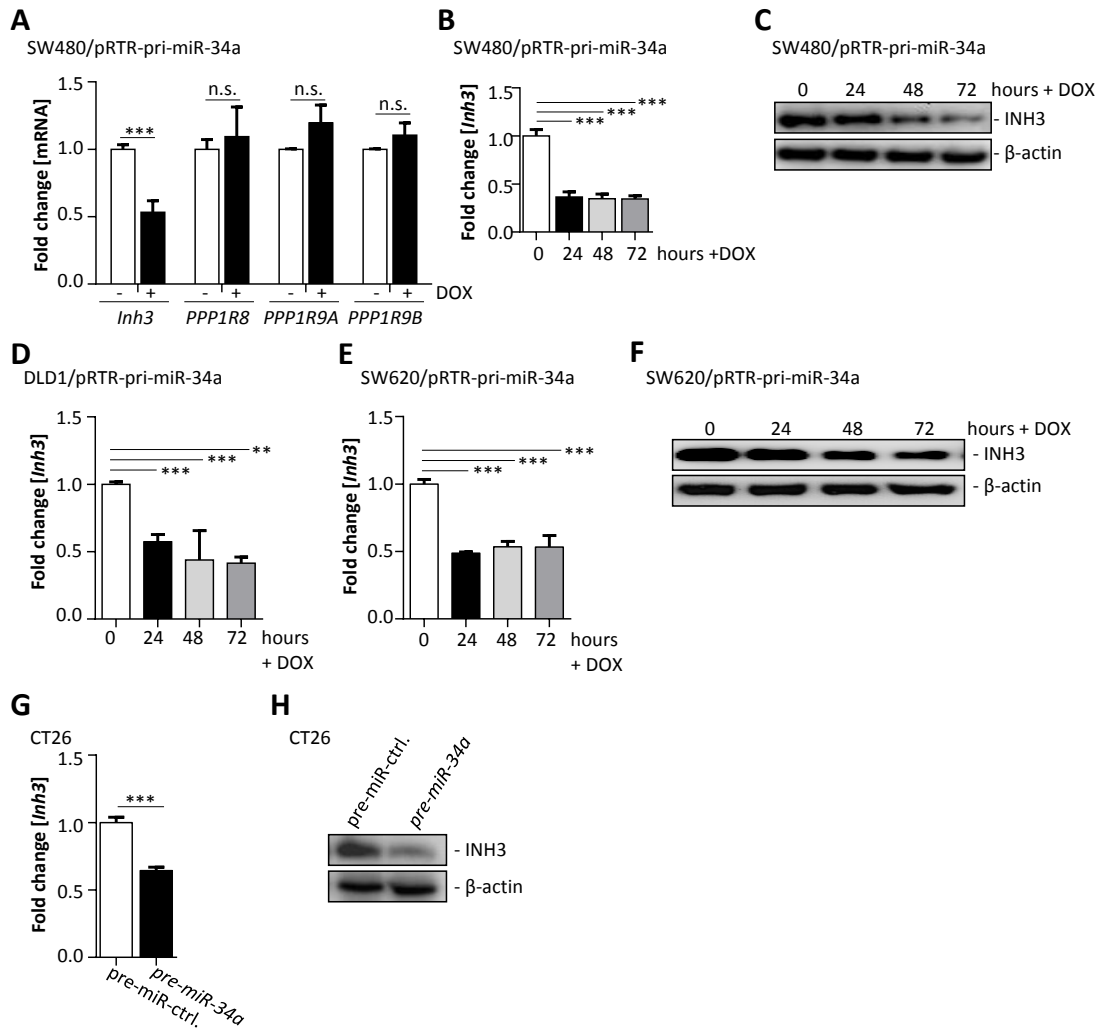 A
SW480/pRTR-pri-miR-34a
Fold change [mRNA]
1.5
1.0
0.5
0.0
***
n.s.
n.s.
n.s.
- + - + - + - + DOX
Inh3 PPP1R8 PPP1R9A PPP1R9B
B
SW480/pRTR-pri-miR-34a
Fold change [Inh3]
1.5
1.0
0.5
0.0
***
***
***
0 24 48 72 hours +DOX
C
SW480/pRTR-pri-miR-34a
0 24 48 72 hours + DOX
- INH3
- β-actin
D
DLD1/pRTR-pri-miR-34a
Fold change [Inh3]
1.5
1.0
0.5
0.0
**
***
***
0 24 48 72 hours
+ DOX
E
SW620/pRTR-pri-miR-34a
Fold change [Inh3]
1.5
1.0
0.5
0.0
***
***
***
0 24 48 72 hours
+ DOX
F
SW620/pRTR-pri-miR-34a
0 24 48 72 hours + DOX
- INH3
- β-actin
G
CT26
Fold change [Inh3]
1.5
1.0
0.5
0.0
***
pre-miR-ctrl.
pre-miR-34a
H
CT26
pre-miR-ctrl.
pre-miR-34a
- INH3
- β-actin